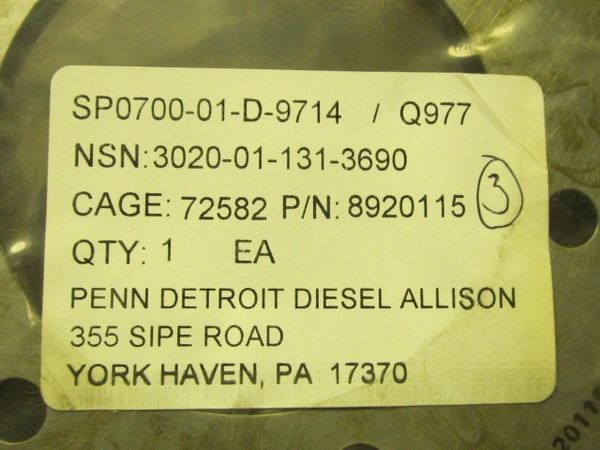 SP0700-01-D-9714 / Q977
NSN: 3020-01-131-3690
CAGE: 72582 P/N: 8920115
3
QTY: 1 EA
PENN DETROIT DIESEL ALLISON
355 SIPE ROAD
YORK HAVEN, PA 17370